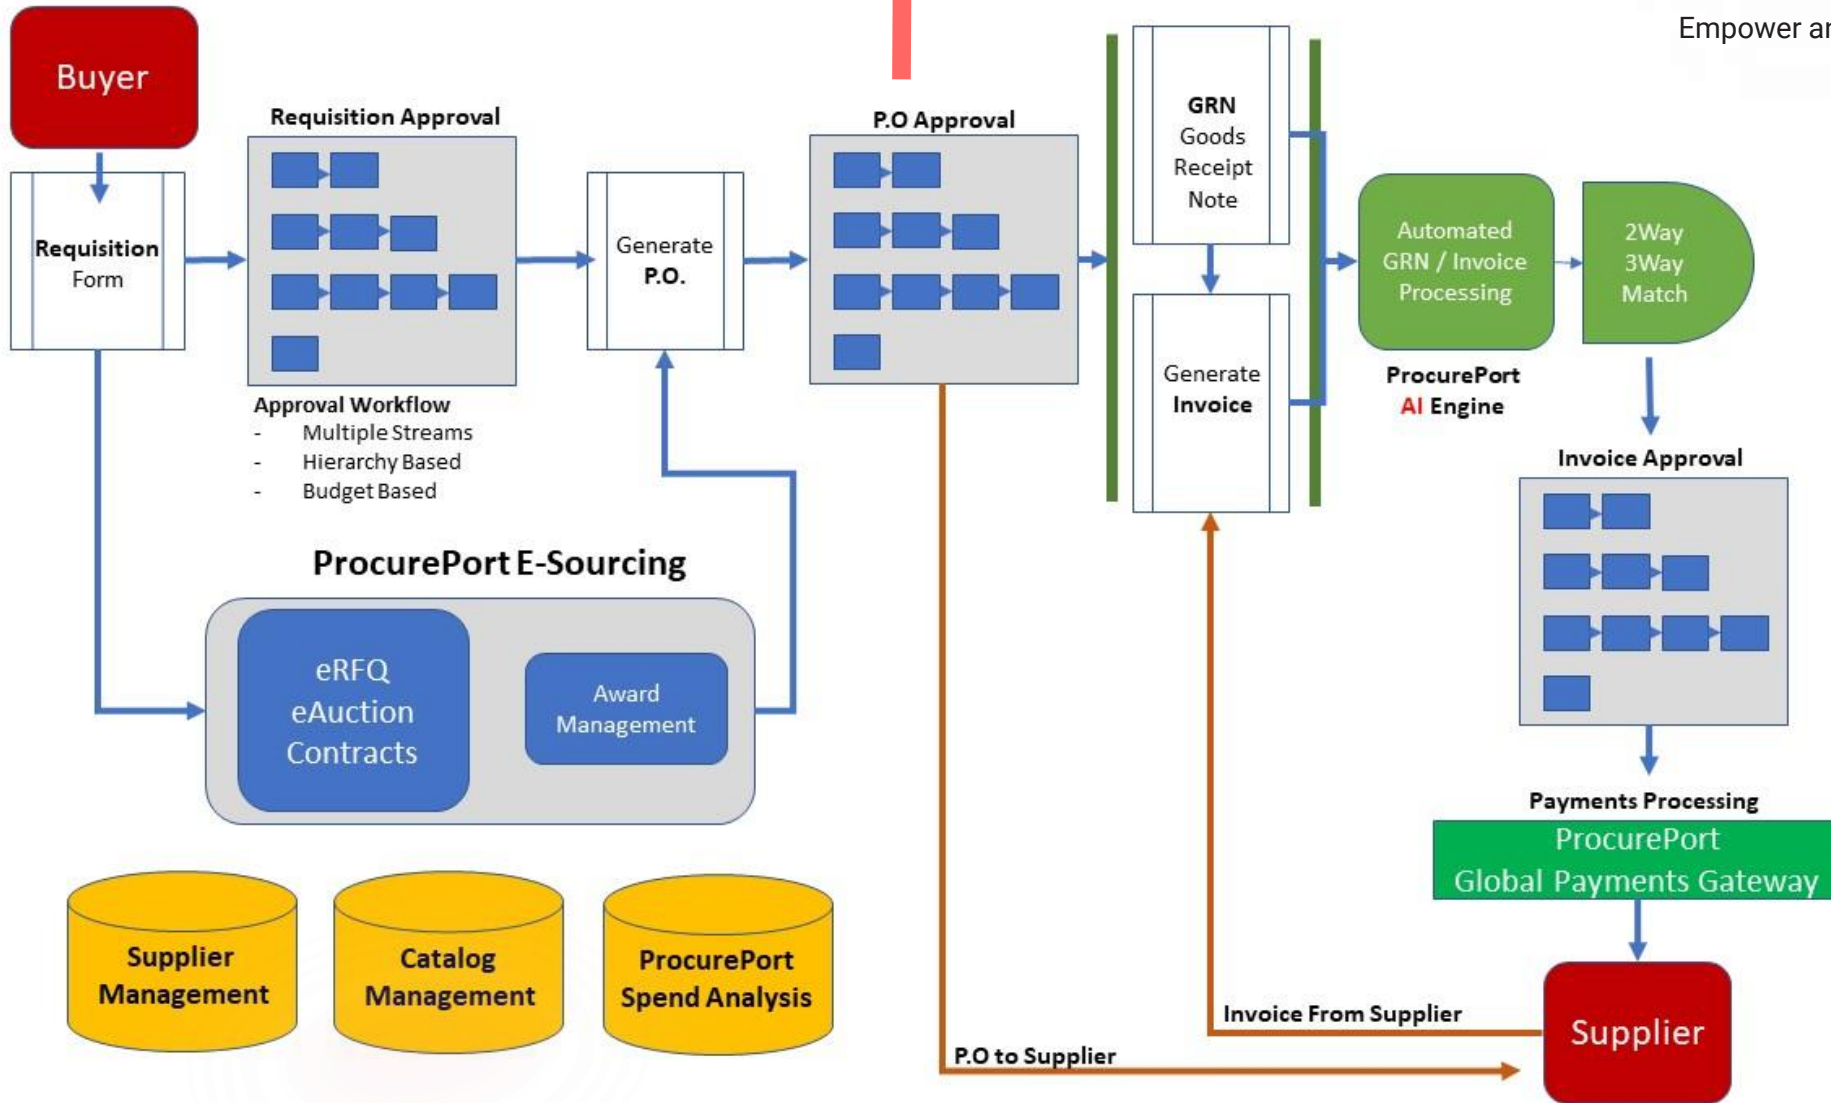 Empower an
Buyer
Requisition Approval
P.O Approval
GRN
Goods
Receipt
Note
Requisition
Form
Generate
P.O.
Automated
GRN / Invoice
Processing
2Way
3Way
Match
Generate
Invoice
ProcurePort
AI Engine
Approval Workflow
- Multiple Streams
- Hierarchy Based
- Budget Based
Invoice Approval
ProcurePort E-Sourcing
eRFQ
eAuction
Contracts
Award
Management
Payments Processing
ProcurePort
Global Payments Gateway
Supplier
Management
Catalog
Management
ProcurePort
Spend Analysis
Invoice From Supplier
P.O to Supplier
Supplier